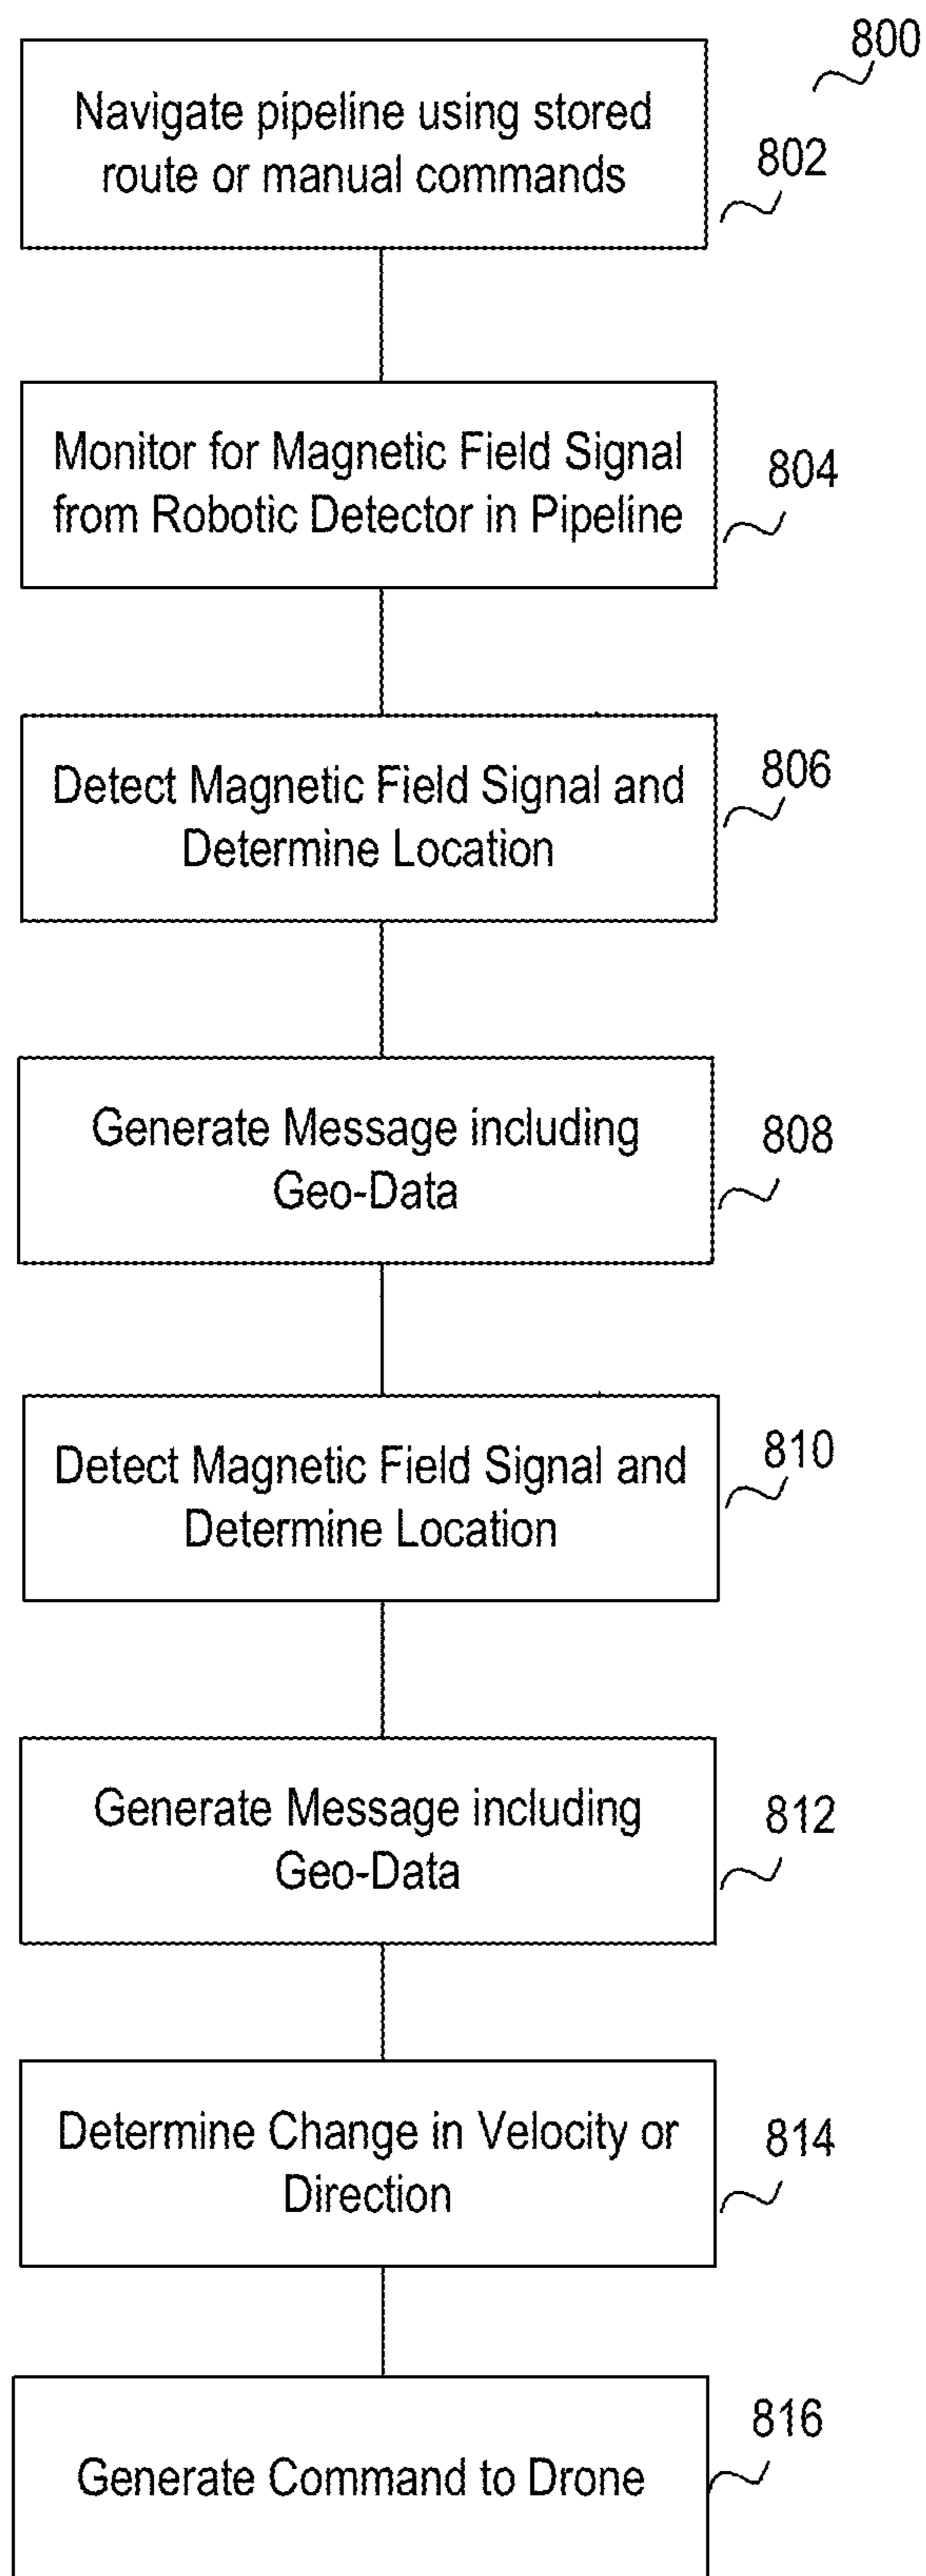 800
Navigate pipeline using stored
route or manual commands
802
Monitor for Magnetic Field Signal
from Robotic Detector in Pipeline
804
Detect Magnetic Field Signal and
Determine Location
806
Generate Message including
Geo-Data
808
Detect Magnetic Field Signal and
Determine Location
810
Generate Message including
Geo-Data
812
Determine Change in Velocity or
Direction
814
Generate Command to Drone
816